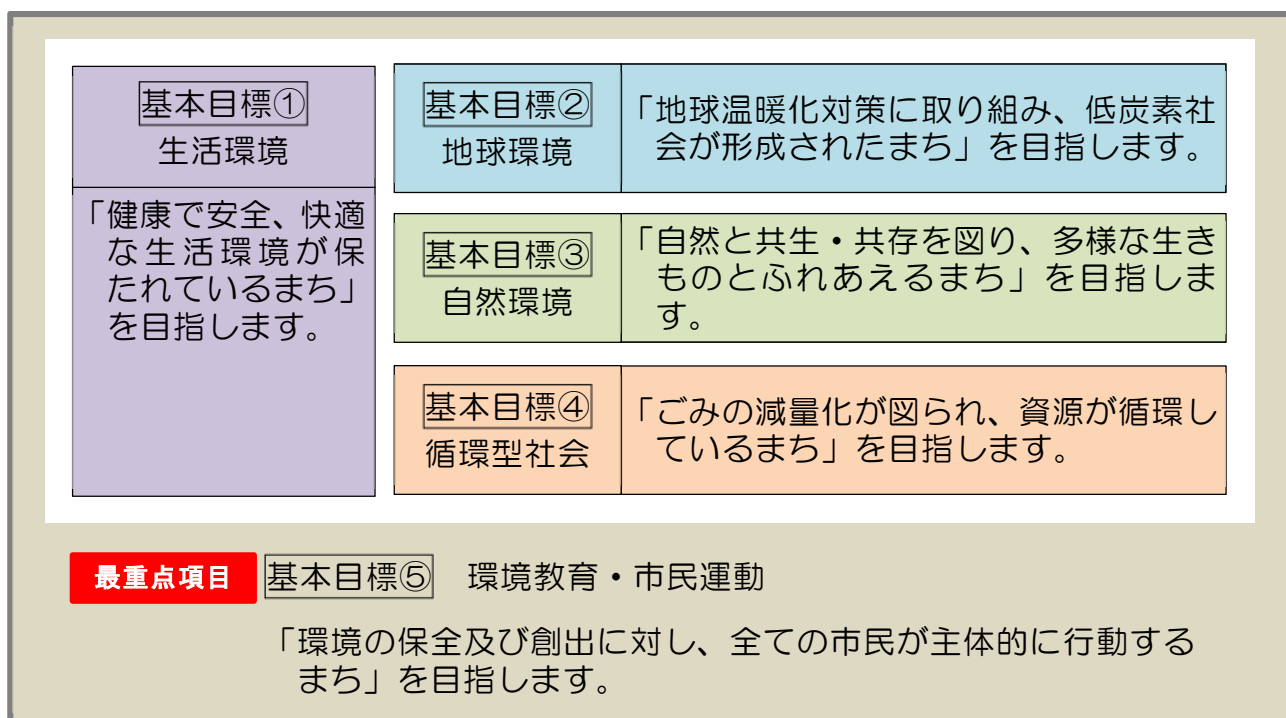 基本目標①
生活環境
「健康で安全、快適
な生活環境が保
たれているまち」
を目指します。
基本目標②
地球環境
「地球温暖化対策に取り組み、低炭素社
会が形成されたまち」を目指します。
基本目標③
自然環境
「自然と共生・共存を図り、多様な生き
ものとふれあえるまち」を目指しま
す。
基本目標④
循環型社会
「ごみの減量化が図られ、資源が循環し
ているまち」を目指します。
最重点項目 基本目標⑤ 環境教育・市民運動
「環境の保全及び創出に対し、全ての市民が主体的に行動する
まち」を目指します。